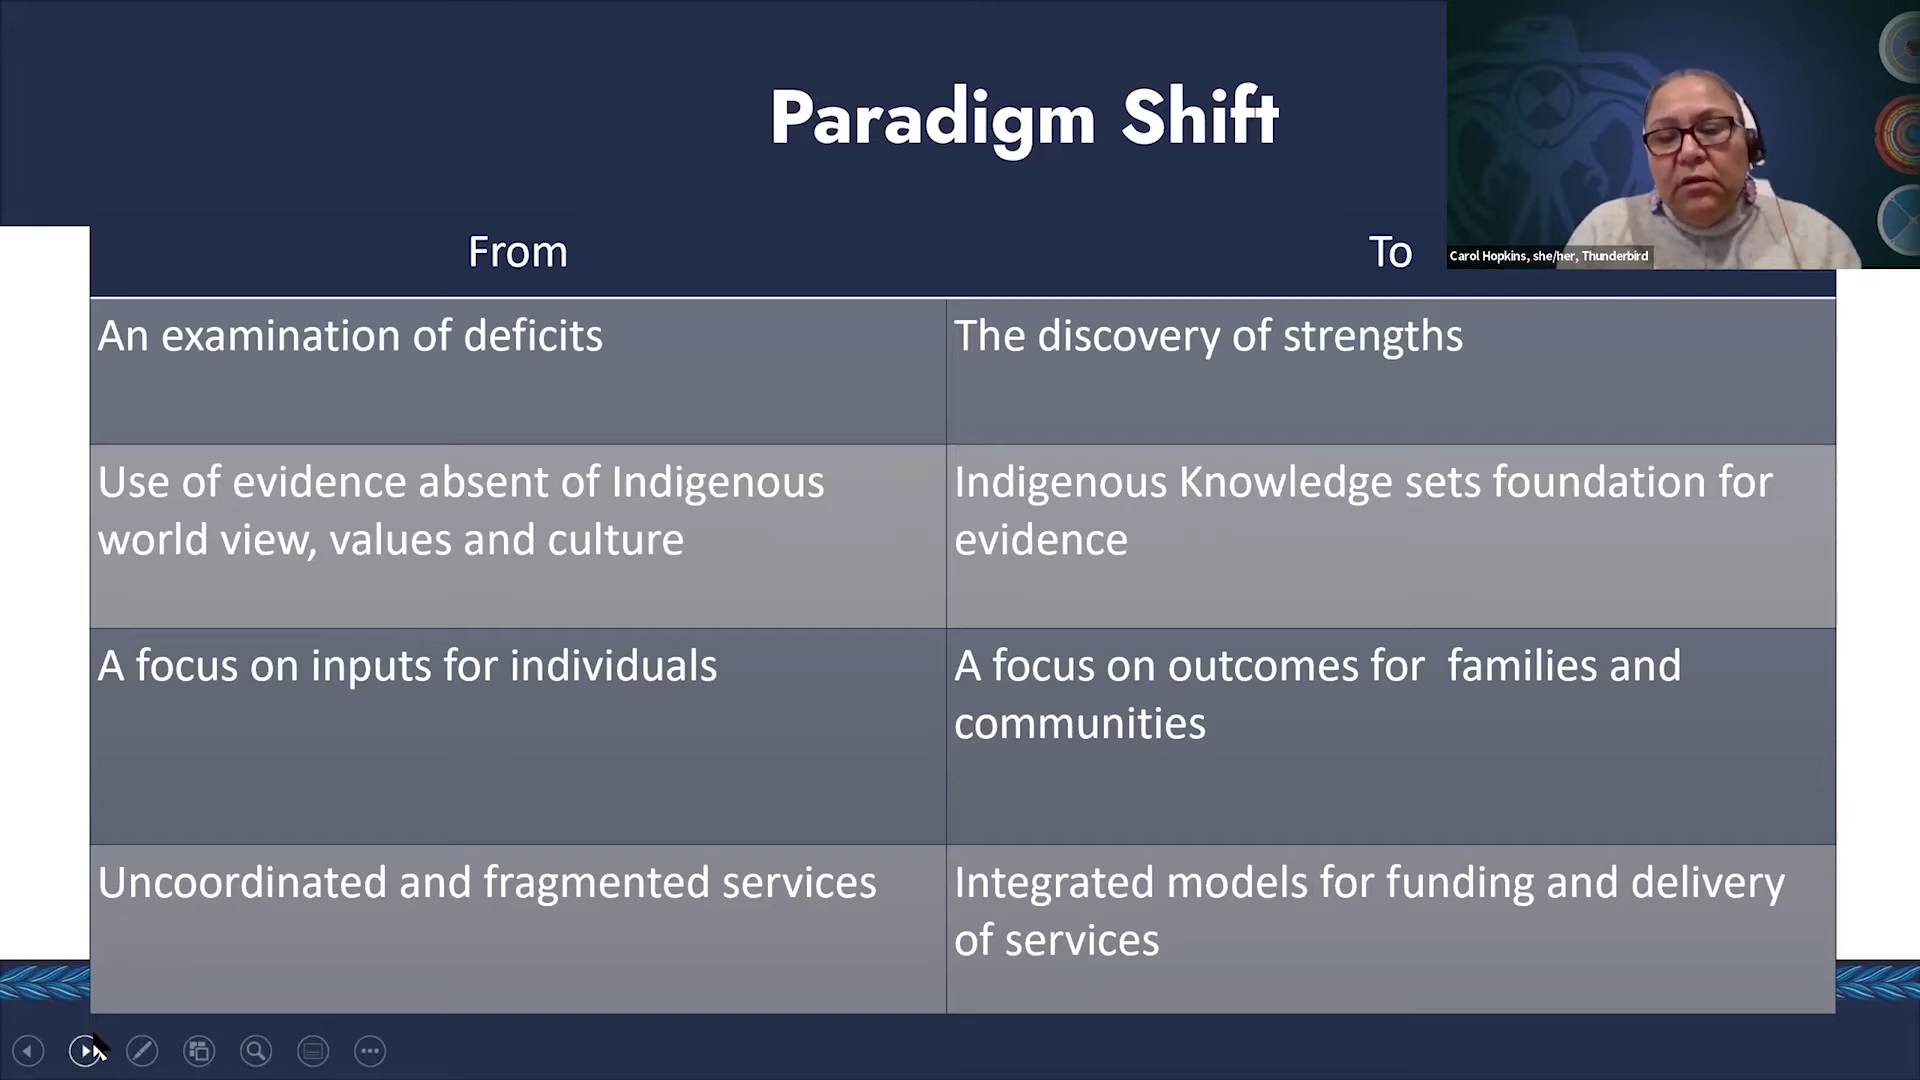 Paradigm Shift
Carol Hopkins, she/her, Thunderbird
From
To
An examination of deficits
The discovery of strengths
Use of evidence absent of Indigenous
world view, values and culture
Indigenous Knowledge sets foundation for
evidence
A focus on inputs for individuals
A focus on outcomes for  families and
communities
Uncoordinated and fragmented services
Integrated models for funding and delivery
of services